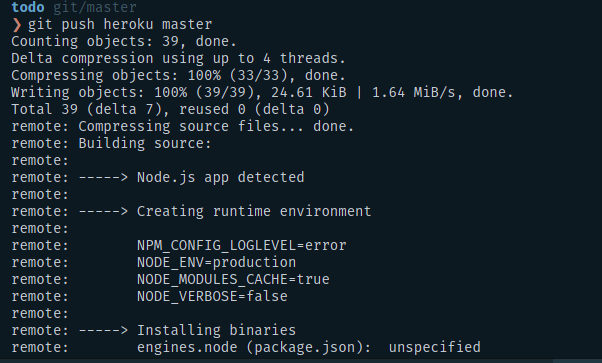 todo git/master
❯ git push heroku master
Counting objects: 39, done.
Delta compression using up to 4 threads.
Compressing objects: 100% (33/33), done.
Writing objects: 100% (39/39), 24.61 KiB | 1.64 MiB/s, done.
Total 39 (delta 7), reused 0 (delta 0)
remote: Compressing source files... done.
remote: Building source:
remote:
remote: -----> Node.js app detected
remote:
remote: -----> Creating runtime environment
remote:
remote:        NPM_CONFIG_LOGLEVEL=error
remote:        NODE_ENV=production
remote:        NODE_MODULES_CACHE=true
remote:        NODE_VERBOSE=false
remote:
remote: -----> Installing binaries
remote:        engines.node (package.json):  unspecified